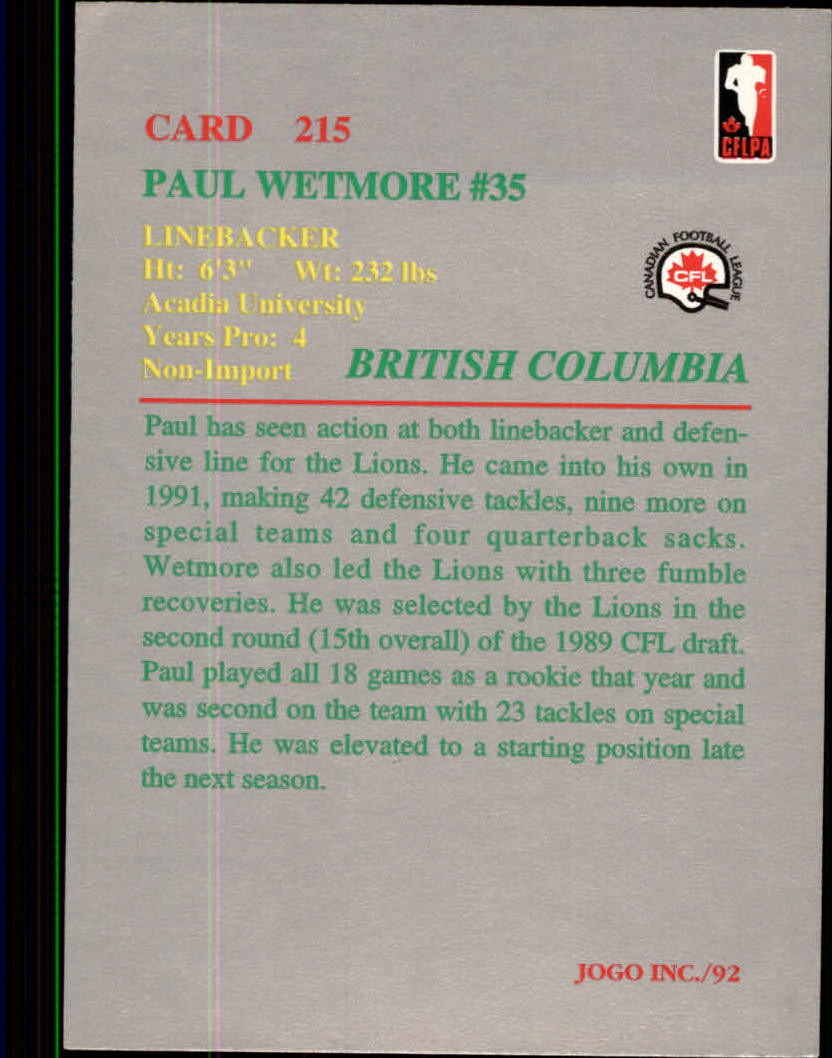 CARD 215
CFLPA
PAUL WETMORE #35
LINEBACKER
CANADIAN FOOTBALL LEAGUE
Ht: 6'3" Wt: 232 lbs
CFL
Acadia University
Years Pro: 4
Non-Import
BRITISH COLUMBIA
Paul has seen action at both linebacker and defen-
sive line for the Lions. He came into his own in
1991, making 42 defensive tackles, nine more on
special teams and four quarterback sacks.
Wetmore also led the Lions with three fumble
recoveries. He was selected by the Lions in the
second round (15th overall) of the 1989 CFL draft.
Paul played all 18 games as a rookie that year and
was second on the team with 23 tackles on special
teams. He was elevated to a starting position late
the next season.
JOGO INC./92